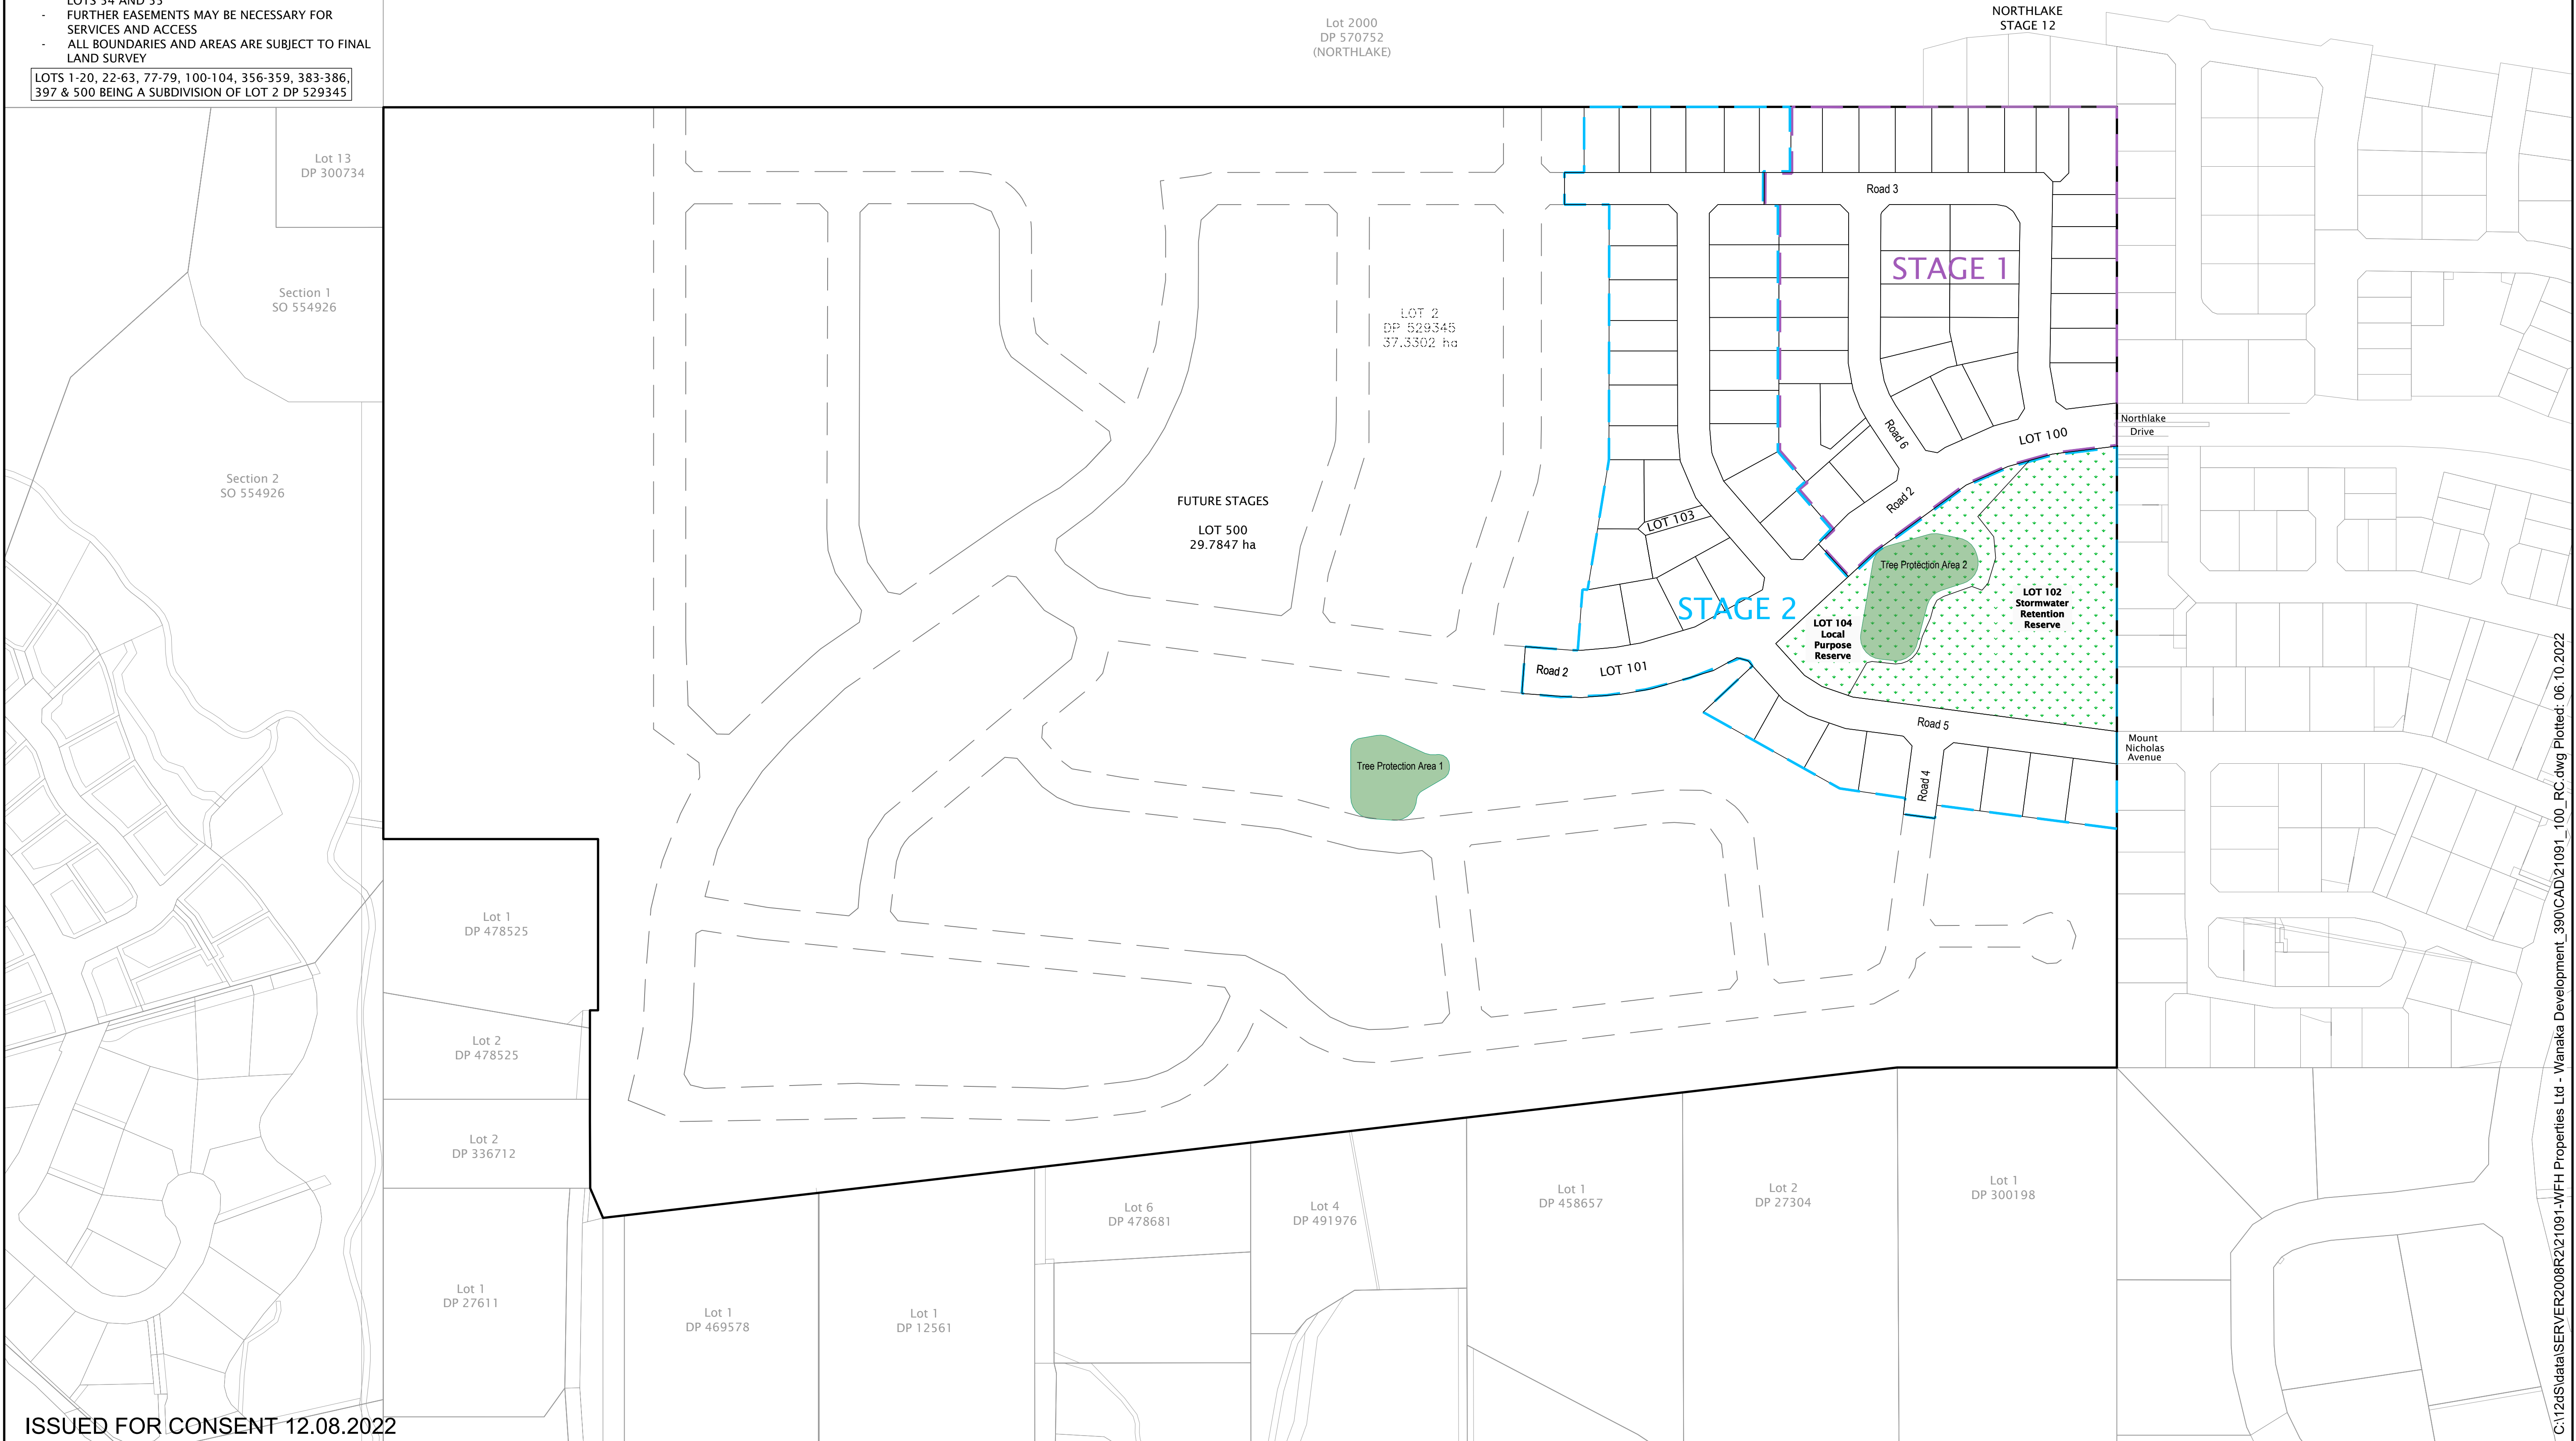 LOTS 34 AND 35
- FURTHER EASEMENTS MAY BE NECESSARY FOR
SERVICES AND ACCESS
- ALL BOUNDARIES AND AREAS ARE SUBJECT TO FINAL
LAND SURVEY
LOTS 1-20, 22-63, 77-79, 100-104, 356-359, 383-386,
397 & 500 BEING A SUBDIVISION OF LOT 2 DP 529345
Lot 2000
DP 570752
(NORTHLAKE)
NORTHLAKE
STAGE 12
Lot 13
DP 300734
Section 1
SO 554926
Section 2
SO 554926
LOT 2
DP 529345
37.3302 ha
FUTURE STAGES
LOT 500
29.7847 ha
Road 3
STAGE 1
Road 6
LOT 100
Northlake
Drive
Road 2
LOT 103
Tree Protection Area 2
STAGE 2
LOT 102
Stormwater
Retention
Reserve
LOT 104
Local
Purpose
Reserve
Road 2
LOT 101
Road 5
Mount
Nicholas
Avenue
Road 4
Tree Protection Area 1
Lot 1
DP 478525
Lot 2
DP 478525
Lot 2
DP 336712
Lot 1
DP 27611
Lot 1
DP 469578
Lot 1
DP 12561
Lot 6
DP 478681
Lot 4
DP 491976
Lot 1
DP 458657
Lot 2
DP 27304
Lot 1
DP 300198
ISSUED FOR CONSENT 12.08.2022
C:\12dS\data\SERVER2008R2\21091-WFH Properties Ltd - Wanaka Development_390\CAD\21091_100_RC.dwg Plotted: 06.10.2022